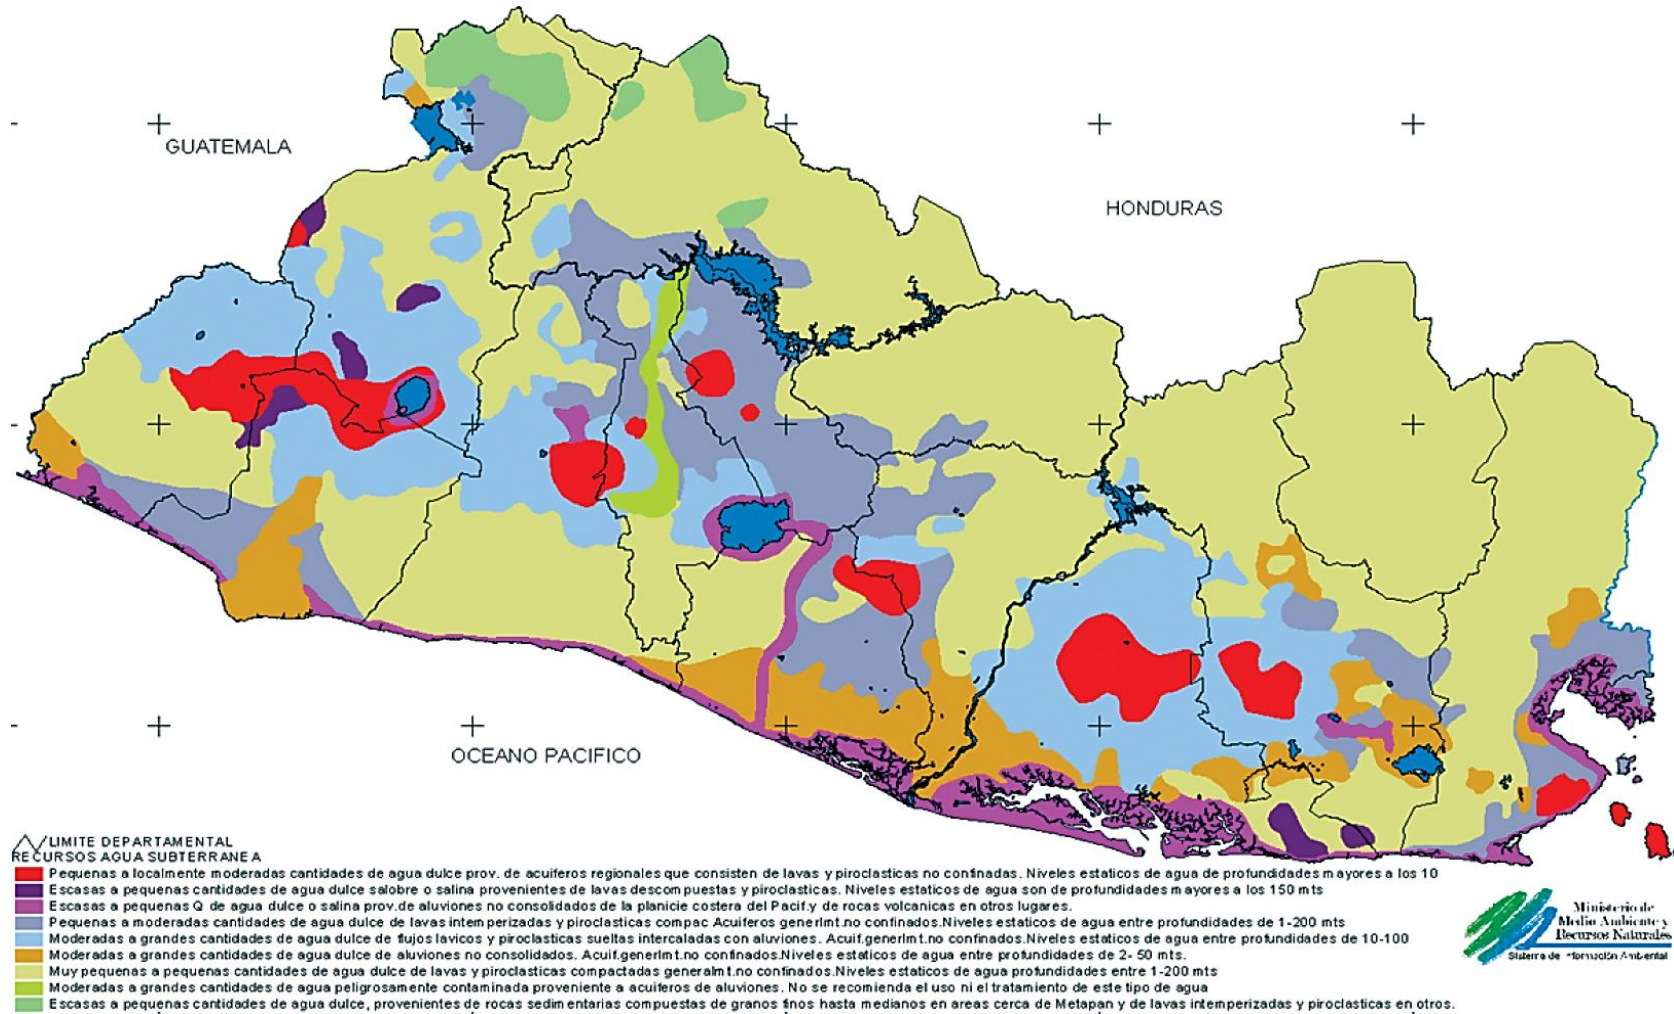 GUATEMALA
HONDURAS
OCEANO PACIFICO
LIMITE DEPARTAMENTAL
RECURSOS AGUA SUBTERRANEA
Pequenas a localmente moderadas cantidades de agua dulce prov. de acuiferos regionales que consisten de lavas y piroclasticas no confinadas. Niveles estaticos de agua de profundidades mayores a los 10
Escasas a pequenas cantidades de agua dulce salobre o salina provenientes de lavas descompuestas y piroclasticas. Niveles estaticos de agua son de profundidades mayores a los 150 mts
Escasas a pequenas Q de agua dulce o salina prov.de aluviones no consolidados de la planicie costera del Pacif.y de rocas volcanicas en otros lugares.
Pequenas a moderadas cantidades de agua dulce de lavas intemperizadas y piroclasticas compac Acuiferos generlmt.no confinados.Niveles estaticos de agua entre profundidades de 1-200 mts
Moderadas a grandes cantidades de agua dulce de flujos lavicos y piroclasticas sueltas intercaladas con aluviones. Acuif.generlmt.no confinados.Niveles estaticos de agua entre profundidades de 10-100
Moderadas a grandes cantidades de agua dulce de aluviones no consolidados. Acuif.generlmt.no confinados.Niveles estaticos de agua entre profundidades de 2- 50 mts.
Muy pequenas a pequenas cantidades de agua dulce de lavas y piroclasticas compactadas generalmt.no confinados.Niveles estaticos de agua profundidades entre 1-200 mts
Moderadas a grandes cantidades de agua peligrosamente contaminada proveniente a acuiferos de aluviones. No se recomienda el uso ni el tratamiento de este tipo de agua
Escasas a pequenas cantidades de agua dulce, provenientes de rocas sedimentarias compuestas de granos finos hasta medianos en areas cerca de Metapan y de lavas intemperizadas y piroclasticas en otros.
Ministerio de
Medio Ambiente y
Recursos Naturales
Sistema de Información Ambiental